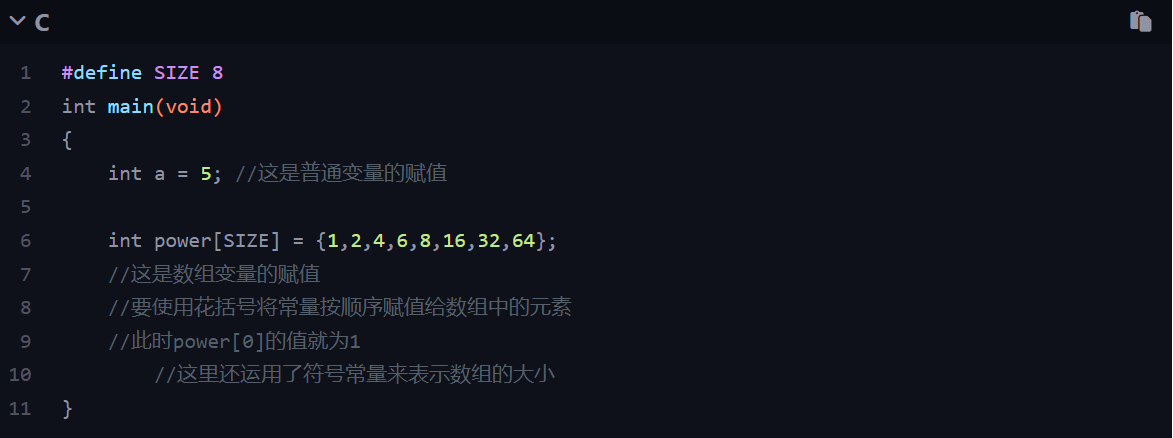 C
1 #define SIZE 8
2 int main(void)
3 {
4     int a = 5; //这是普通变量的赋值
5
6     int power[SIZE] = {1,2,4,6,8,16,32,64};
7     //这是数组变量的赋值
8     //要使用花括号将常量按顺序赋值给数组中的元素
9     //此时power[0]的值就为1
10         //这里还运用了符号常量来表示数组的大小
11 }